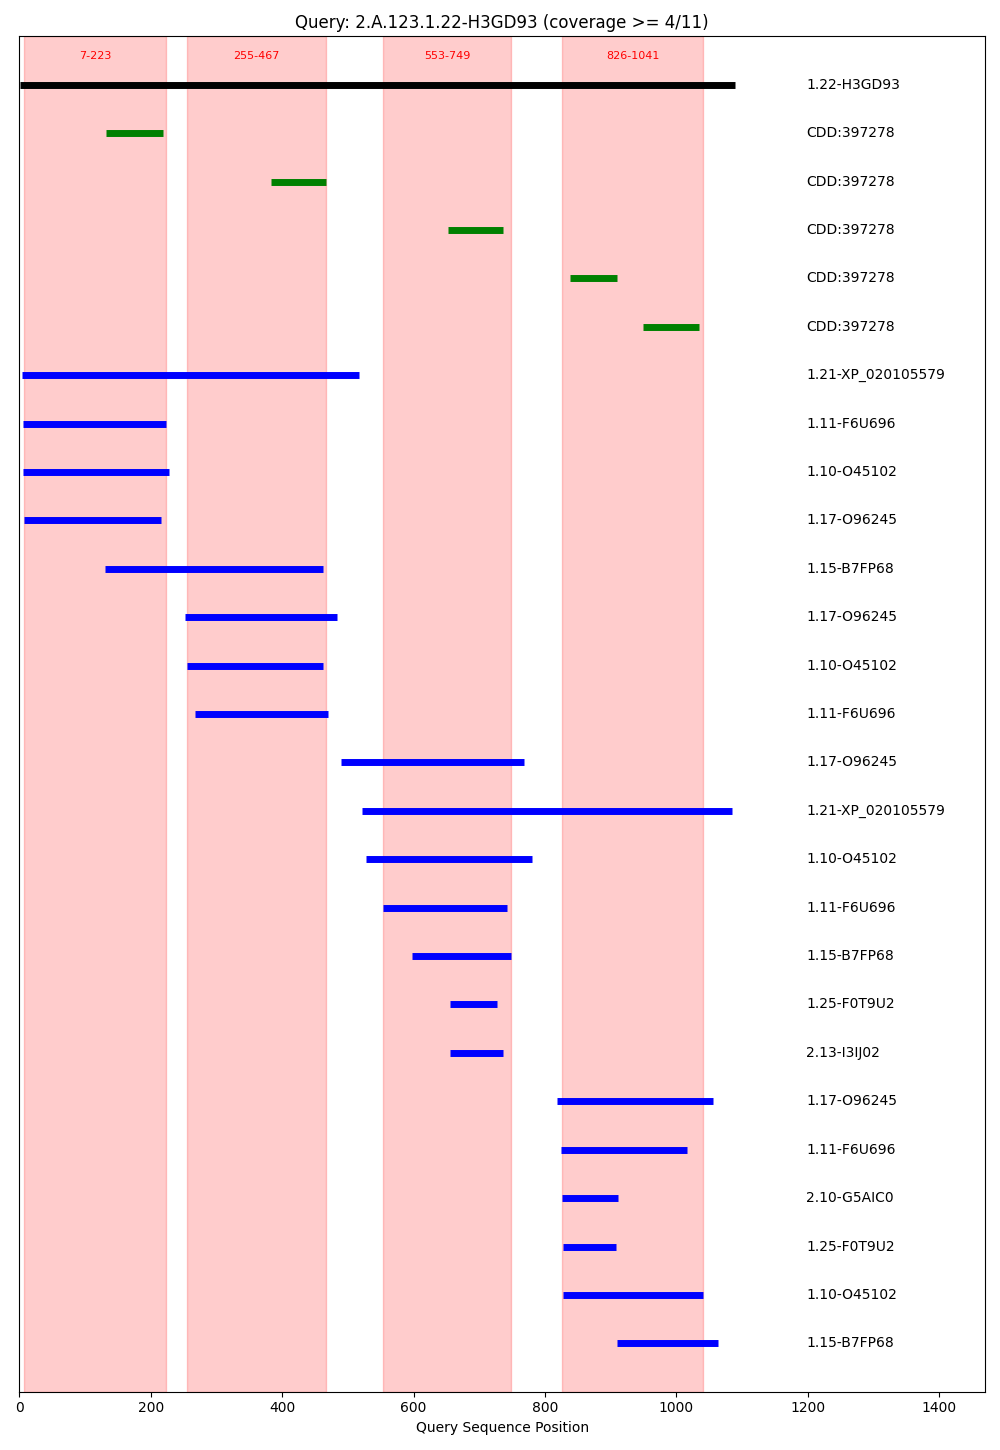 Query: 2.A.123.1.22-H3GD93 (coverage >= 4/11)
7-223 255-467 553-749 826-1041
1.22-H3GD93
CDD:397278
CDD:397278
CDD:397278
CDD:397278
CDD:397278
1.21-XP_020105579
1.11-F6U696
1.10-O45102
1.17-O96245
1.15-B7FP68
1.17-O96245
1.10-O45102
1.11-F6U696
1.17-O96245
1.21-XP_020105579
1.10-O45102
1.11-F6U696
1.15-B7FP68
1.25-F0T9U2
2.13-I3IJ02
1.17-O96245
1.11-F6U696
2.10-G5AIC0
1.25-F0T9U2
1.10-O45102
1.15-B7FP68
0 200 400 600 800 1000 1200 1400
Query Sequence Position